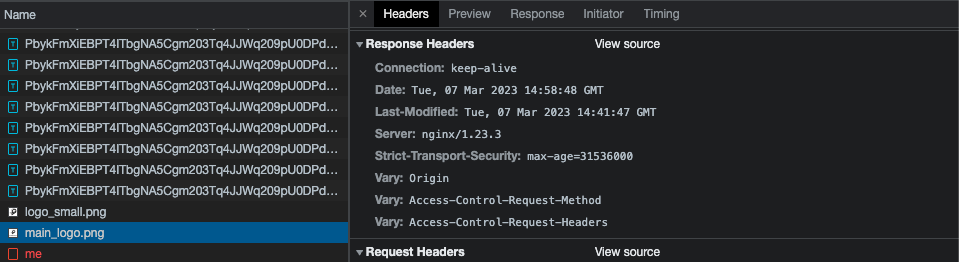 Name
PbykFmXiEBPT4ITbgNA5Cgm203Tq4JJWq209pU0DPd...
PbykFmXiEBPT4ITbgNA5Cgm203Tq4JJWq209pU0DPd...
PbykFmXiEBPT4ITbgNA5Cgm203Tq4JJWq209pU0DPd...
PbykFmXiEBPT4ITbgNA5Cgm203Tq4JJWq209pU0DPd...
PbykFmXiEBPT4ITbgNA5Cgm203Tq4JJWq209pU0DPd...
PbykFmXiEBPT4ITbgNA5Cgm203Tq4JJWq209pU0DPd...
PbykFmXiEBPT4ITbgNA5Cgm203Tq4JJWq209pU0DPd...
PbykFmXiEBPT4ITbgNA5Cgm203Tq4JJWq209pU0DPd...
logo_small.png
main_logo.png
me
× Headers Preview Response Initiator Timing
▼ Response Headers View source
Connection: keep-alive
Date: Tue, 07 Mar 2023 14:58:48 GMT
Last-Modified: Tue, 07 Mar 2023 14:41:47 GMT
Server: nginx/1.23.3
Strict-Transport-Security: max-age=31536000
Vary: Origin
Vary: Access-Control-Request-Method
Vary: Access-Control-Request-Headers
▼ Request Headers View source